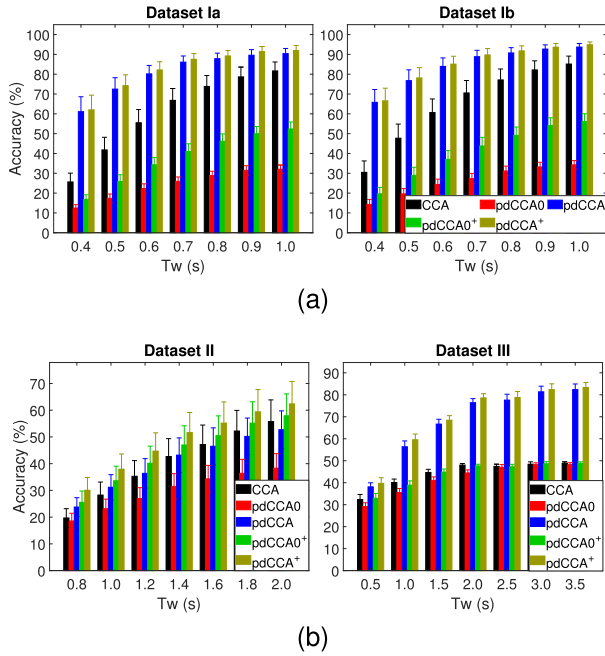 (a)
Dataset Ia
Accuracy (%)
100
90
80
70
60
50
40
30
20
10
0
0.4 0.5 0.6 0.7 0.8 0.9 1.0
Tw (s)
Dataset Ib
100
90
80
70
60
50
40
30
20
10
0
0.4 0.5 0.6 0.7 0.8 0.9 1.0
Tw (s)
CCA pdCCA0 pdCCA
pdCCA0⁺ pdCCA⁺
(a)
Dataset II
Accuracy (%)
70
60
50
40
30
20
10
0
0.8 1.0 1.2 1.4 1.6 1.8 2.0
Tw (s)
CCA
pdCCA0
pdCCA
pdCCA0⁺
pdCCA⁺
Dataset III
90
80
70
60
50
40
30
20
10
0
0.5 1.0 1.5 2.0 2.5 3.0 3.5
Tw (s)
CCA
pdCCA0
pdCCA
pdCCA0⁺
pdCCA⁺
(b)